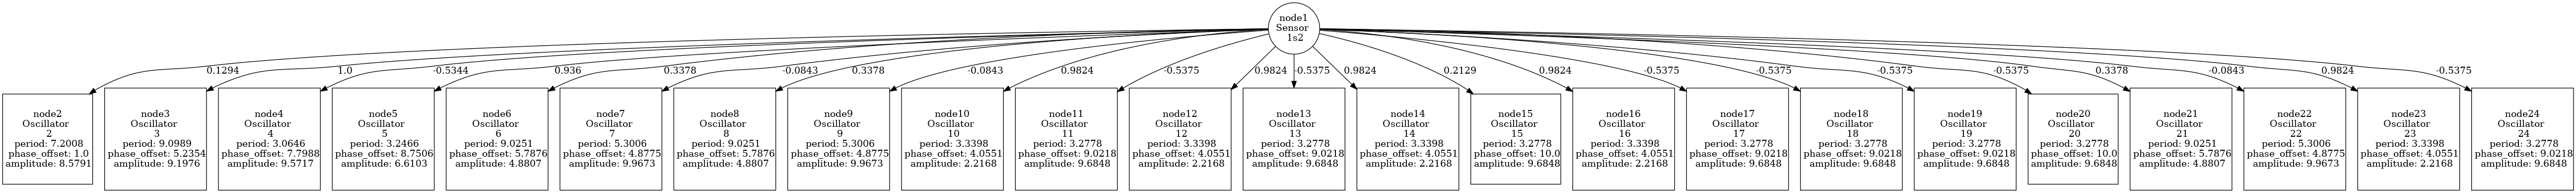 node1
Sensor
1s2
0.1294
1.0
-0.5344
0.936
0.3378
-0.0843
0.3378
-0.0843
0.9824
-0.5375
0.9824
-0.5375
0.9824
0.2129
0.9824
-0.5375
-0.5375
-0.5375
-0.5375
0.3378
-0.0843
0.9824
-0.5375
node2
Oscillator
2
period: 7.2008
phase_offset: 1.0
amplitude: 8.5791
node3
Oscillator
3
period: 9.0989
phase_offset: 5.2354
amplitude: 9.1976
node4
Oscillator
4
period: 3.0646
phase_offset: 7.7988
amplitude: 9.5717
node5
Oscillator
5
period: 3.2466
phase_offset: 8.7506
amplitude: 6.6103
node6
Oscillator
6
period: 9.0251
phase_offset: 5.7876
amplitude: 4.8807
node7
Oscillator
7
period: 5.3006
phase_offset: 4.8775
amplitude: 9.9673
node8
Oscillator
8
period: 9.0251
phase_offset: 5.7876
amplitude: 4.8807
node9
Oscillator
9
period: 5.3006
phase_offset: 4.8775
amplitude: 9.9673
node10
Oscillator
10
period: 3.3398
phase_offset: 4.0551
amplitude: 2.2168
node11
Oscillator
11
period: 3.2778
phase_offset: 9.0218
amplitude: 9.6848
node12
Oscillator
12
period: 3.3398
phase_offset: 4.0551
amplitude: 2.2168
node13
Oscillator
13
period: 3.2778
phase_offset: 9.0218
amplitude: 9.6848
node14
Oscillator
14
period: 3.3398
phase_offset: 4.0551
amplitude: 2.2168
node15
Oscillator
15
period: 3.2778
phase_offset: 10.0
amplitude: 9.6848
node16
Oscillator
16
period: 3.3398
phase_offset: 4.0551
amplitude: 2.2168
node17
Oscillator
17
period: 3.2778
phase_offset: 9.0218
amplitude: 9.6848
node18
Oscillator
18
period: 3.2778
phase_offset: 9.0218
amplitude: 9.6848
node19
Oscillator
19
period: 3.2778
phase_offset: 9.0218
amplitude: 9.6848
node20
Oscillator
20
period: 3.2778
phase_offset: 10.0
amplitude: 9.6848
node21
Oscillator
21
period: 9.0251
phase_offset: 5.7876
amplitude: 4.8807
node22
Oscillator
22
period: 5.3006
phase_offset: 4.8775
amplitude: 9.9673
node23
Oscillator
23
period: 3.3398
phase_offset: 4.0551
amplitude: 2.2168
node24
Oscillator
24
period: 3.2778
phase_offset: 9.0218
amplitude: 9.6848